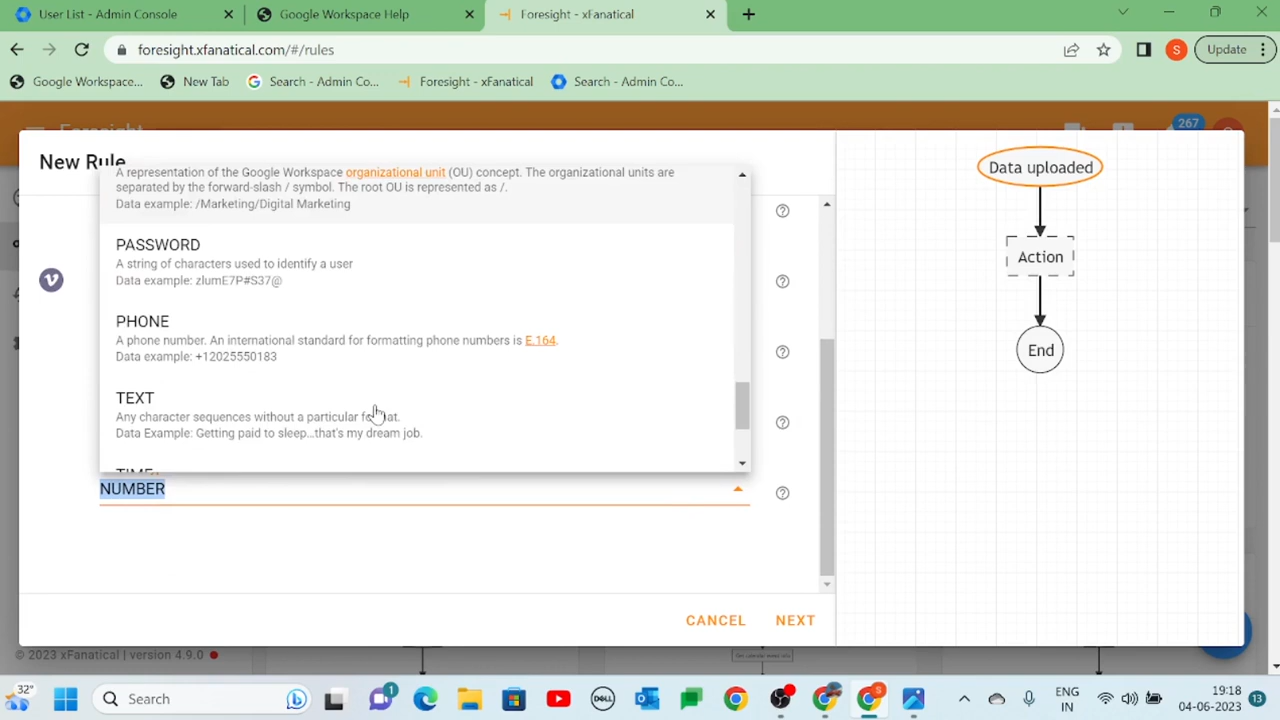 User List - Admin Console
Google Workspace Help
Foresight - xFanatical
foresight.xfanatical.com/#/rules
S
Update
Google Workspace...
New Tab
Search - Admin Co...
Foresight - xFanatical
Search - Admin Co...
267
New Rule
A representation of the Google Workspace organizational unit (OU) concept. The organizational units are
separated by the forward-slash / symbol. The root OU is represented as /.
Data example: /Marketing/Digital Marketing
PASSWORD
A string of characters used to identify a user
Data example: zlumE7P#S37@
PHONE
A phone number. An international standard for formatting phone numbers is E.164.
Data example: +12025550183
TEXT
Any character sequences without a particular format.
Data Example: Getting paid to sleep...that's my dream job.
TIME
NUMBER
CANCEL
NEXT
Data uploaded
Action
End
© 2023 xFanatical | version 4.9.0
32°
Search
1
DELL
S
ENG
IN
19:18
04-06-2023
13